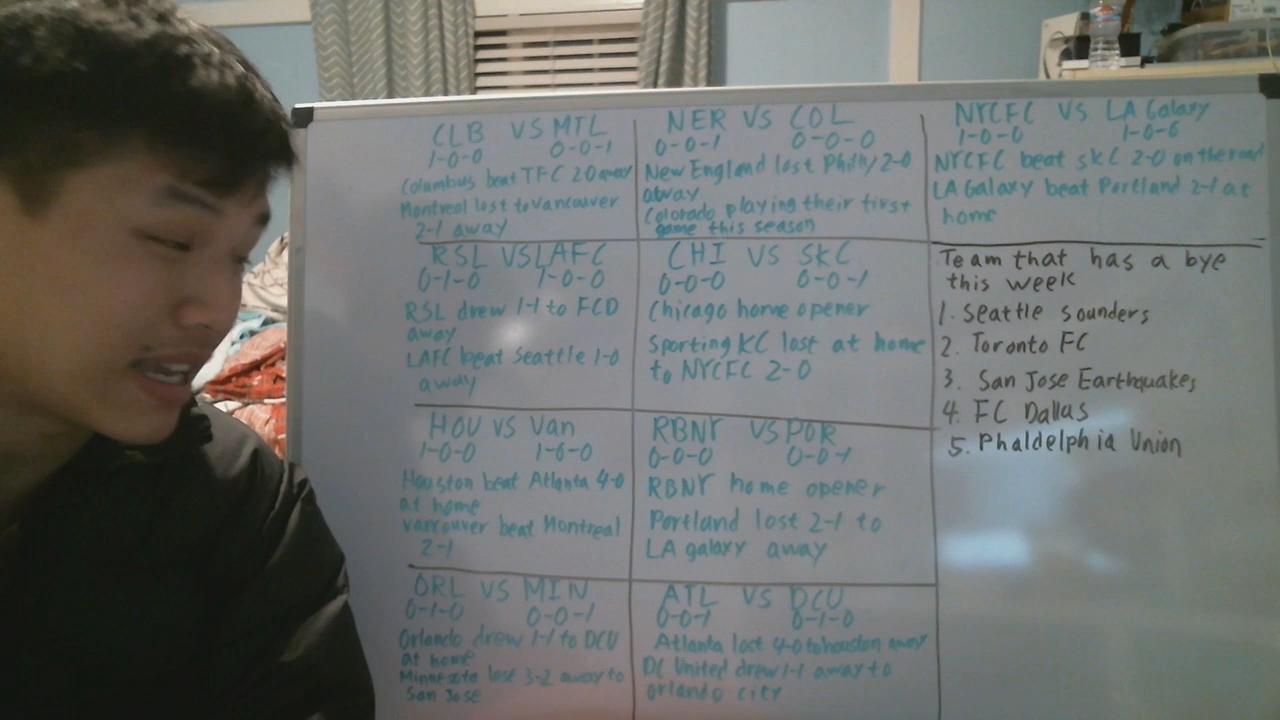 CLB VS MTL
1-0-0 0-0-1
Columbus beat TFC 2-0 away
Montreal lost to Vancouver
2-1 away
NER VS COL
0-0-1 0-0-0
New England lost Philly 2-0
away
Colorado playing their first
game this season
NYCFC VS LA Galaxy
1-0-0 1-0-0
NYCFC beat SKC 2-0 on the road
LA Galaxy beat Portland 2-1 at
home
RSL VS LAFC
0-1-0 1-0-0
RSL drew 1-1 to FCD
away
LAFC beat Seattle 1-0
away
CHI VS SKC
0-0-0 0-0-1
Chicago home opener
Sporting KC lost at home
to NYCFC 2-0
Team that has a bye
this week
1. Seattle sounders
2. Toronto FC
3. San Jose Earthquakes
4. FC Dallas
5. Phaldelphia Union
HOU VS Van
1-0-0 1-0-0
Houston beat Atlanta 4-0
at home
Vancouver beat Montreal
2-1
RBNY VS POR
0-0-0 0-0-1
RBNY home opener
Portland lost 2-1 to
LA galaxy away
ORL VS MIN
0-1-0 0-0-1
Orlando drew 1-1 to DCU
at home
Minnesota lost 3-2 away to
San Jose
ATL VS DCU
0-0-1 0-1-0
Atlanta lost 4-0 to houston away
DC United drew 1-1 away to
orlando city